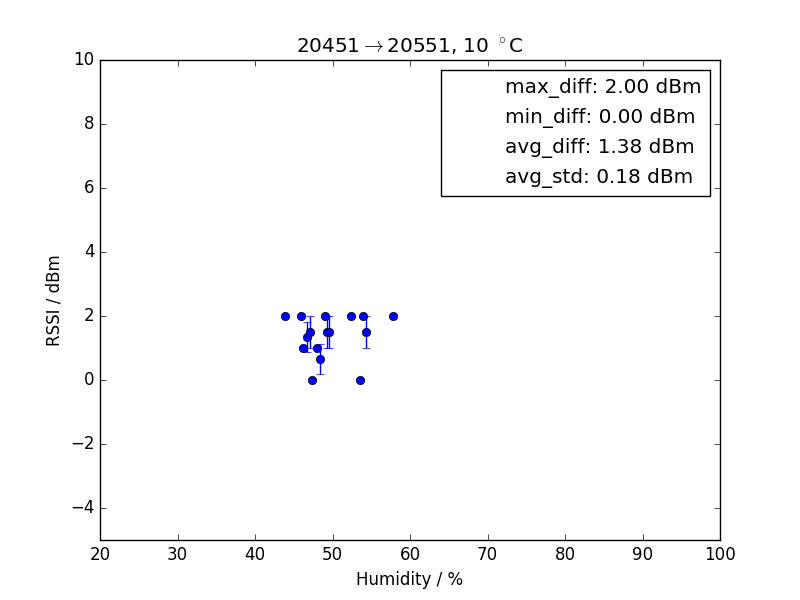 20451→20551, 10 °C
max_diff: 2.00 dBm
min_diff: 0.00 dBm
avg_diff: 1.38 dBm
avg_std: 0.18 dBm
RSSI / dBm
10
8
6
4
2
0
−2
−4
20 30 40 50 60 70 80 90 100
Humidity / %